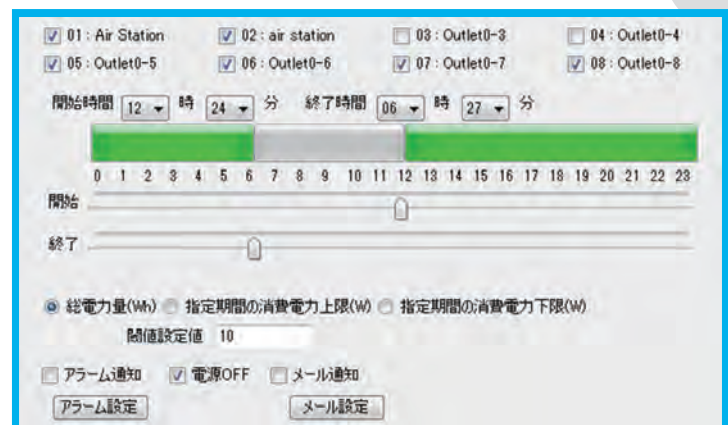 01 : Air Station 02 : air station 03 : Outlet0-3 04 : Outlet0-4
05 : Outlet0-5 06 : Outlet0-6 07 : Outlet0-7 08 : Outlet0-8
開始時間 12 時 24 分 終了時間 06 時 27 分
0 1 2 3 4 5 6 7 8 9 10 11 12 13 14 15 16 17 18 19 20 21 22 23
開始
終了
総電力量(Wh) 指定期間の消費電力上限(W) 指定期間の消費電力下限(W)
閾値設定値 10
アラーム通知 電源OFF メール通知
アラーム設定 メール設定